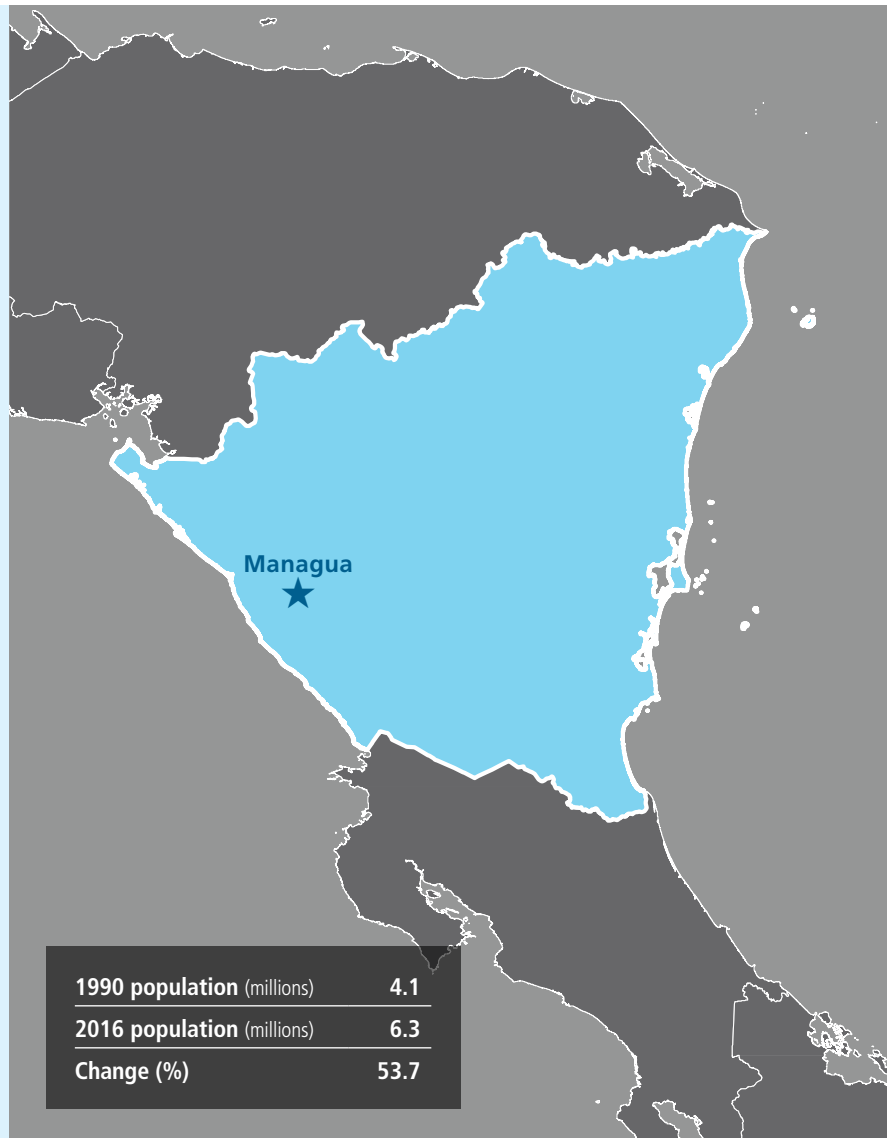 Managua
1990 population (millions) 4.1
2016 population (millions) 6.3
Change (%) 53.7